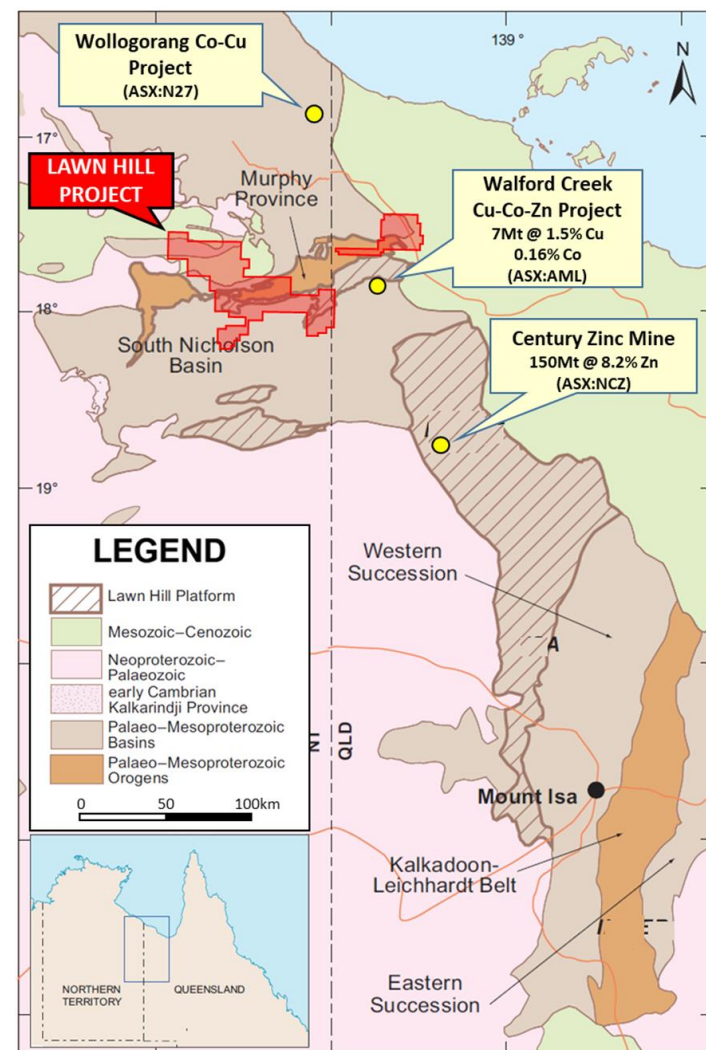 Wollogorang Co-Cu
Project
(ASX:N27)
139°
N
17°
LAWN HILL
PROJECT
Murphy
Province
Walford Creek
Cu-Co-Zn Project
7Mt @ 1.5% Cu
0.16% Co
(ASX:AML)
18°
South Nicholson
Basin
Century Zinc Mine
150Mt @ 8.2% Zn
(ASX:NCZ)
19°
LEGEND
Lawn Hill Platform
Mesozoic–Cenozoic
Neoproterozoic–
Palaeozoic
early Cambrian
Kalkarindji Province
Palaeo–Mesoproterozoic
Basins
Palaeo–Mesoproterozoic
Orogens
0 50 100km
Western
Succession
A
NT
QLD
Mount Isa
Kalkadoon-
Leichhardt Belt
Eastern
Succession
NORTHERN
TERRITORY
QUEENSLAND